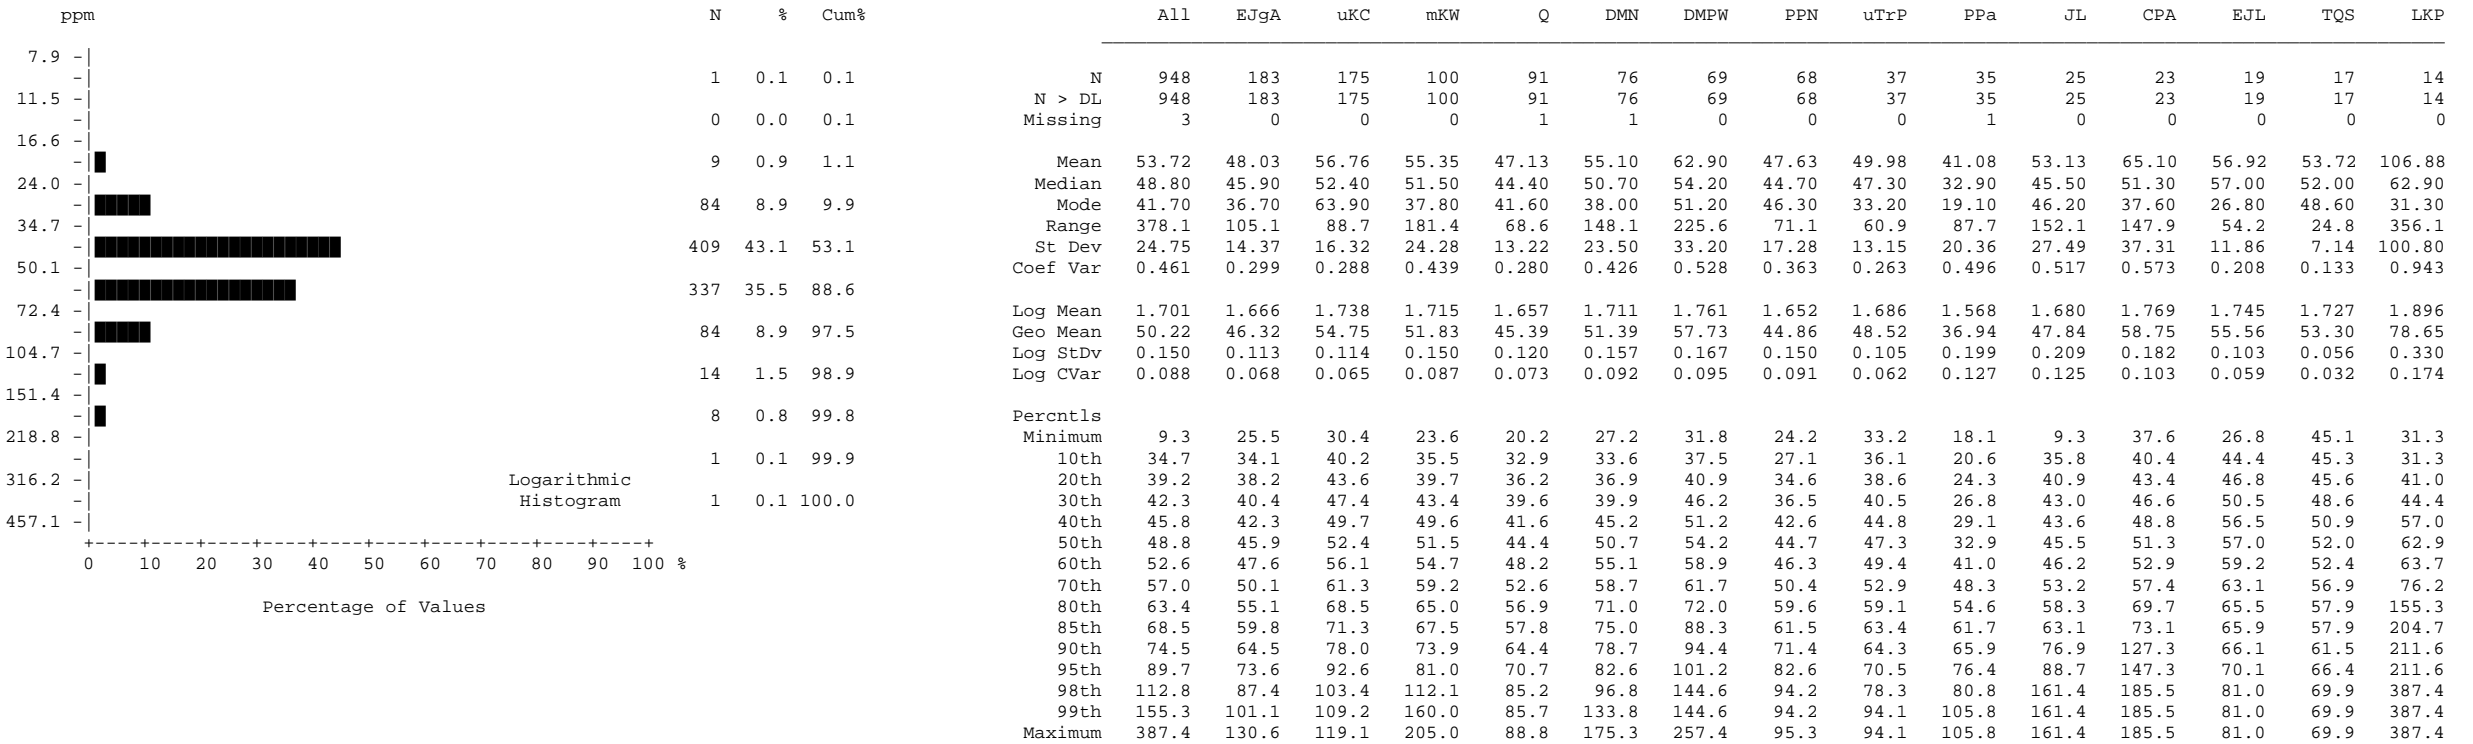 ppm N % Cum% All EJgA uKC mKW Q DMN DMPW PPN uTrP PPa JL CPA EJL TQS LKP
7.9
1 0.1 0.1 N 948 183 175 100 91 76 69 68 37 35 25 23 19 17 14
11.5 N > DL 948 183 175 100 91 76 69 68 37 35 25 23 19 17 14
0 0.0 0.1 Missing 3 0 0 0 1 1 0 0 0 1 0 0 0 0 0
16.6
9 0.9 1.1 Mean 53.72 48.03 56.76 55.35 47.13 55.10 62.90 47.63 49.98 41.08 53.13 65.10 56.92 53.72 106.88
24.0 Median 48.80 45.90 52.40 51.50 44.40 50.70 54.20 44.70 47.30 32.90 45.50 51.30 57.00 52.00 62.90
84 8.9 9.9 Mode 41.70 36.70 63.90 37.80 41.60 38.00 51.20 46.30 33.20 19.10 46.20 37.60 26.80 48.60 31.30
34.7 Range 378.1 105.1 88.7 181.4 68.6 148.1 225.6 71.1 60.9 87.7 152.1 147.9 54.2 24.8 356.1
409 43.1 53.1 St Dev 24.75 14.37 16.32 24.28 13.22 23.50 33.20 17.28 13.15 20.36 27.49 37.31 11.86 7.14 100.80
50.1 Coef Var 0.461 0.299 0.288 0.439 0.280 0.426 0.528 0.363 0.263 0.496 0.517 0.573 0.208 0.133 0.943
337 35.5 88.6
72.4 Log Mean 1.701 1.666 1.738 1.715 1.657 1.711 1.761 1.652 1.686 1.568 1.680 1.769 1.745 1.727 1.896
84 8.9 97.5 Geo Mean 50.22 46.32 54.75 51.83 45.39 51.39 57.73 44.86 48.52 36.94 47.84 58.75 55.56 53.30 78.65
104.7 Log StDv 0.150 0.113 0.114 0.150 0.120 0.157 0.167 0.150 0.105 0.199 0.209 0.182 0.103 0.056 0.330
14 1.5 98.9 Log CVar 0.088 0.068 0.065 0.087 0.073 0.092 0.095 0.091 0.062 0.127 0.125 0.103 0.059 0.032 0.174
151.4
8 0.8 99.8 Percntls
218.8 Minimum 9.3 25.5 30.4 23.6 20.2 27.2 31.8 24.2 33.2 18.1 9.3 37.6 26.8 45.1 31.3
1 0.1 99.9 10th 34.7 34.1 40.2 35.5 32.9 33.6 37.5 27.1 36.1 20.6 35.8 40.4 44.4 45.3 31.3
316.2 Logarithmic 20th 39.2 38.2 43.6 39.7 36.2 36.9 40.9 34.6 38.6 24.3 40.9 43.4 46.8 45.6 41.0
Histogram 1 0.1 100.0 30th 42.3 40.4 47.4 43.4 39.6 39.9 46.2 36.5 40.5 26.8 43.0 46.6 50.5 48.6 44.4
457.1 40th 45.8 42.3 49.7 49.6 41.6 45.2 51.2 42.6 44.8 29.1 43.6 48.8 56.5 50.9 57.0
50th 48.8 45.9 52.4 51.5 44.4 50.7 54.2 44.7 47.3 32.9 45.5 51.3 57.0 52.0 62.9
0 10 20 30 40 50 60 70 80 90 100 % 60th 52.6 47.6 56.1 54.7 48.2 55.1 58.9 46.3 49.4 41.0 46.2 52.9 59.2 52.4 63.7
70th 57.0 50.1 61.3 59.2 52.6 58.7 61.7 50.4 52.9 48.3 53.2 57.4 63.1 56.9 76.2
Percentage of Values 80th 63.4 55.1 68.5 65.0 56.9 71.0 72.0 59.6 59.1 54.6 58.3 69.7 65.5 57.9 155.3
85th 68.5 59.8 71.3 67.5 57.8 75.0 88.3 61.5 63.4 61.7 63.1 73.1 65.9 57.9 204.7
90th 74.5 64.5 78.0 73.9 64.4 78.7 94.4 71.4 64.3 65.9 76.9 127.3 66.1 61.5 211.6
95th 89.7 73.6 92.6 81.0 70.7 82.6 101.2 82.6 70.5 76.4 88.7 147.3 70.1 66.4 211.6
98th 112.8 87.4 103.4 112.1 85.2 96.8 144.6 94.2 78.3 80.8 161.4 185.5 81.0 69.9 387.4
99th 155.3 101.1 109.2 160.0 85.7 133.8 144.6 94.2 94.1 105.8 161.4 185.5 81.0 69.9 387.4
Maximum 387.4 130.6 119.1 205.0 88.8 175.3 257.4 95.3 94.1 105.8 161.4 185.5 81.0 69.9 387.4